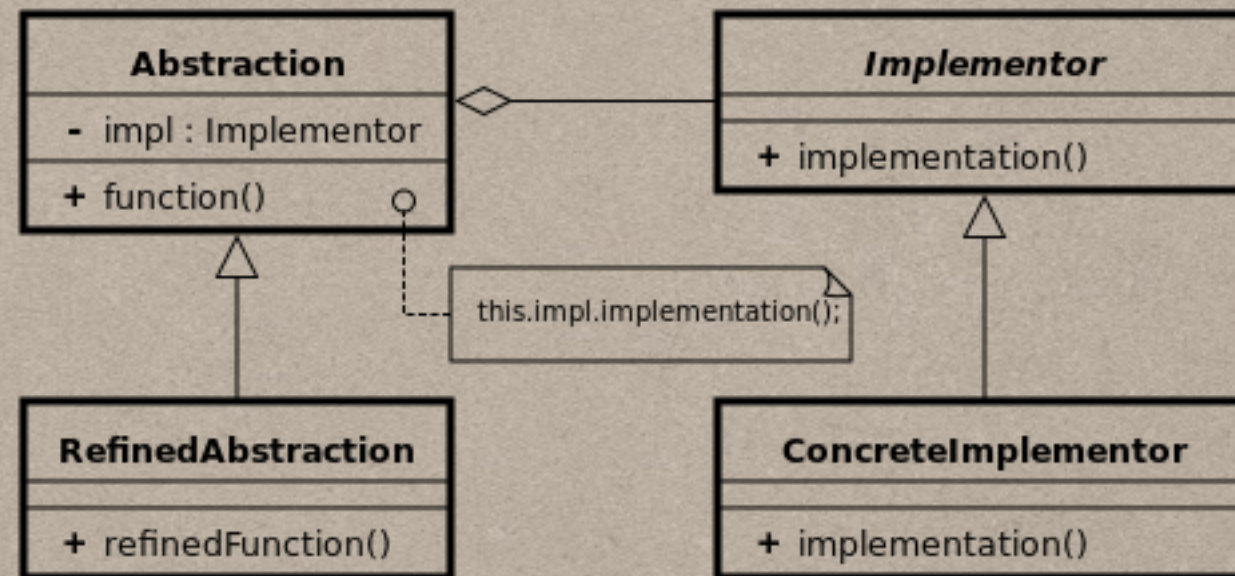 Abstraction
- impl : Implementor
+ function()
Implementor
+ implementation()
this.impl.implementation();
RefinedAbstraction
+ refinedFunction()
ConcreteImplementor
+ implementation()